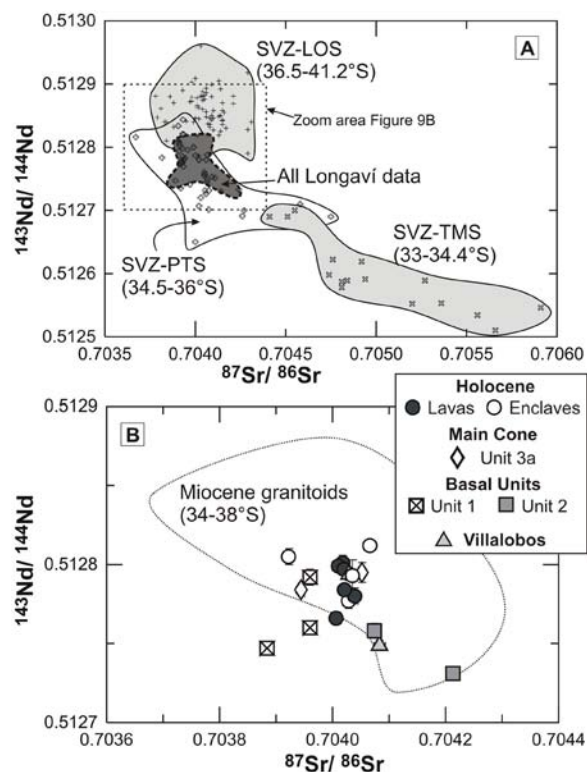 0.5130
SVZ-LOS
(36.5-41.2°S)
A
0.5129
Zoom area Figure 9B
0.5128
All Longaví data
143Nd/ 144Nd
0.5127
SVZ-TMS
(33-34.4°S)
0.5126
SVZ-PTS
(34.5-36°S)
0.5125
0.7035 0.7040 0.7045 0.7050 0.7055 0.7060
87Sr/ 86Sr
Holocene
Lavas Enclaves
Main Cone
Unit 3a
Basal Units
Unit 1 Unit 2
Villalobos
0.5129
B
Miocene granitoids
(34-38°S)
143Nd/ 144Nd
0.5128
0.5127
0.7036 0.7038 0.7040 0.7042 0.7044
87Sr/ 86Sr